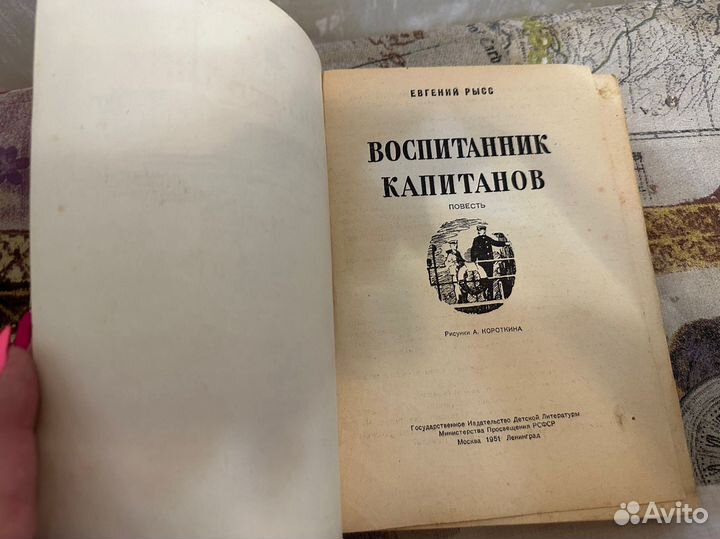 ЕВГЕНИЙ РЫСС
ВОСПИТАННИК
КАПИТАНОВ
ПОВЕСТЬ
Рисунки А. КОРОТКИНА
Государственное Издательство Детской Литературы
Министерства Просвещения РСФСР
Москва 1951 Ленинград
Avito